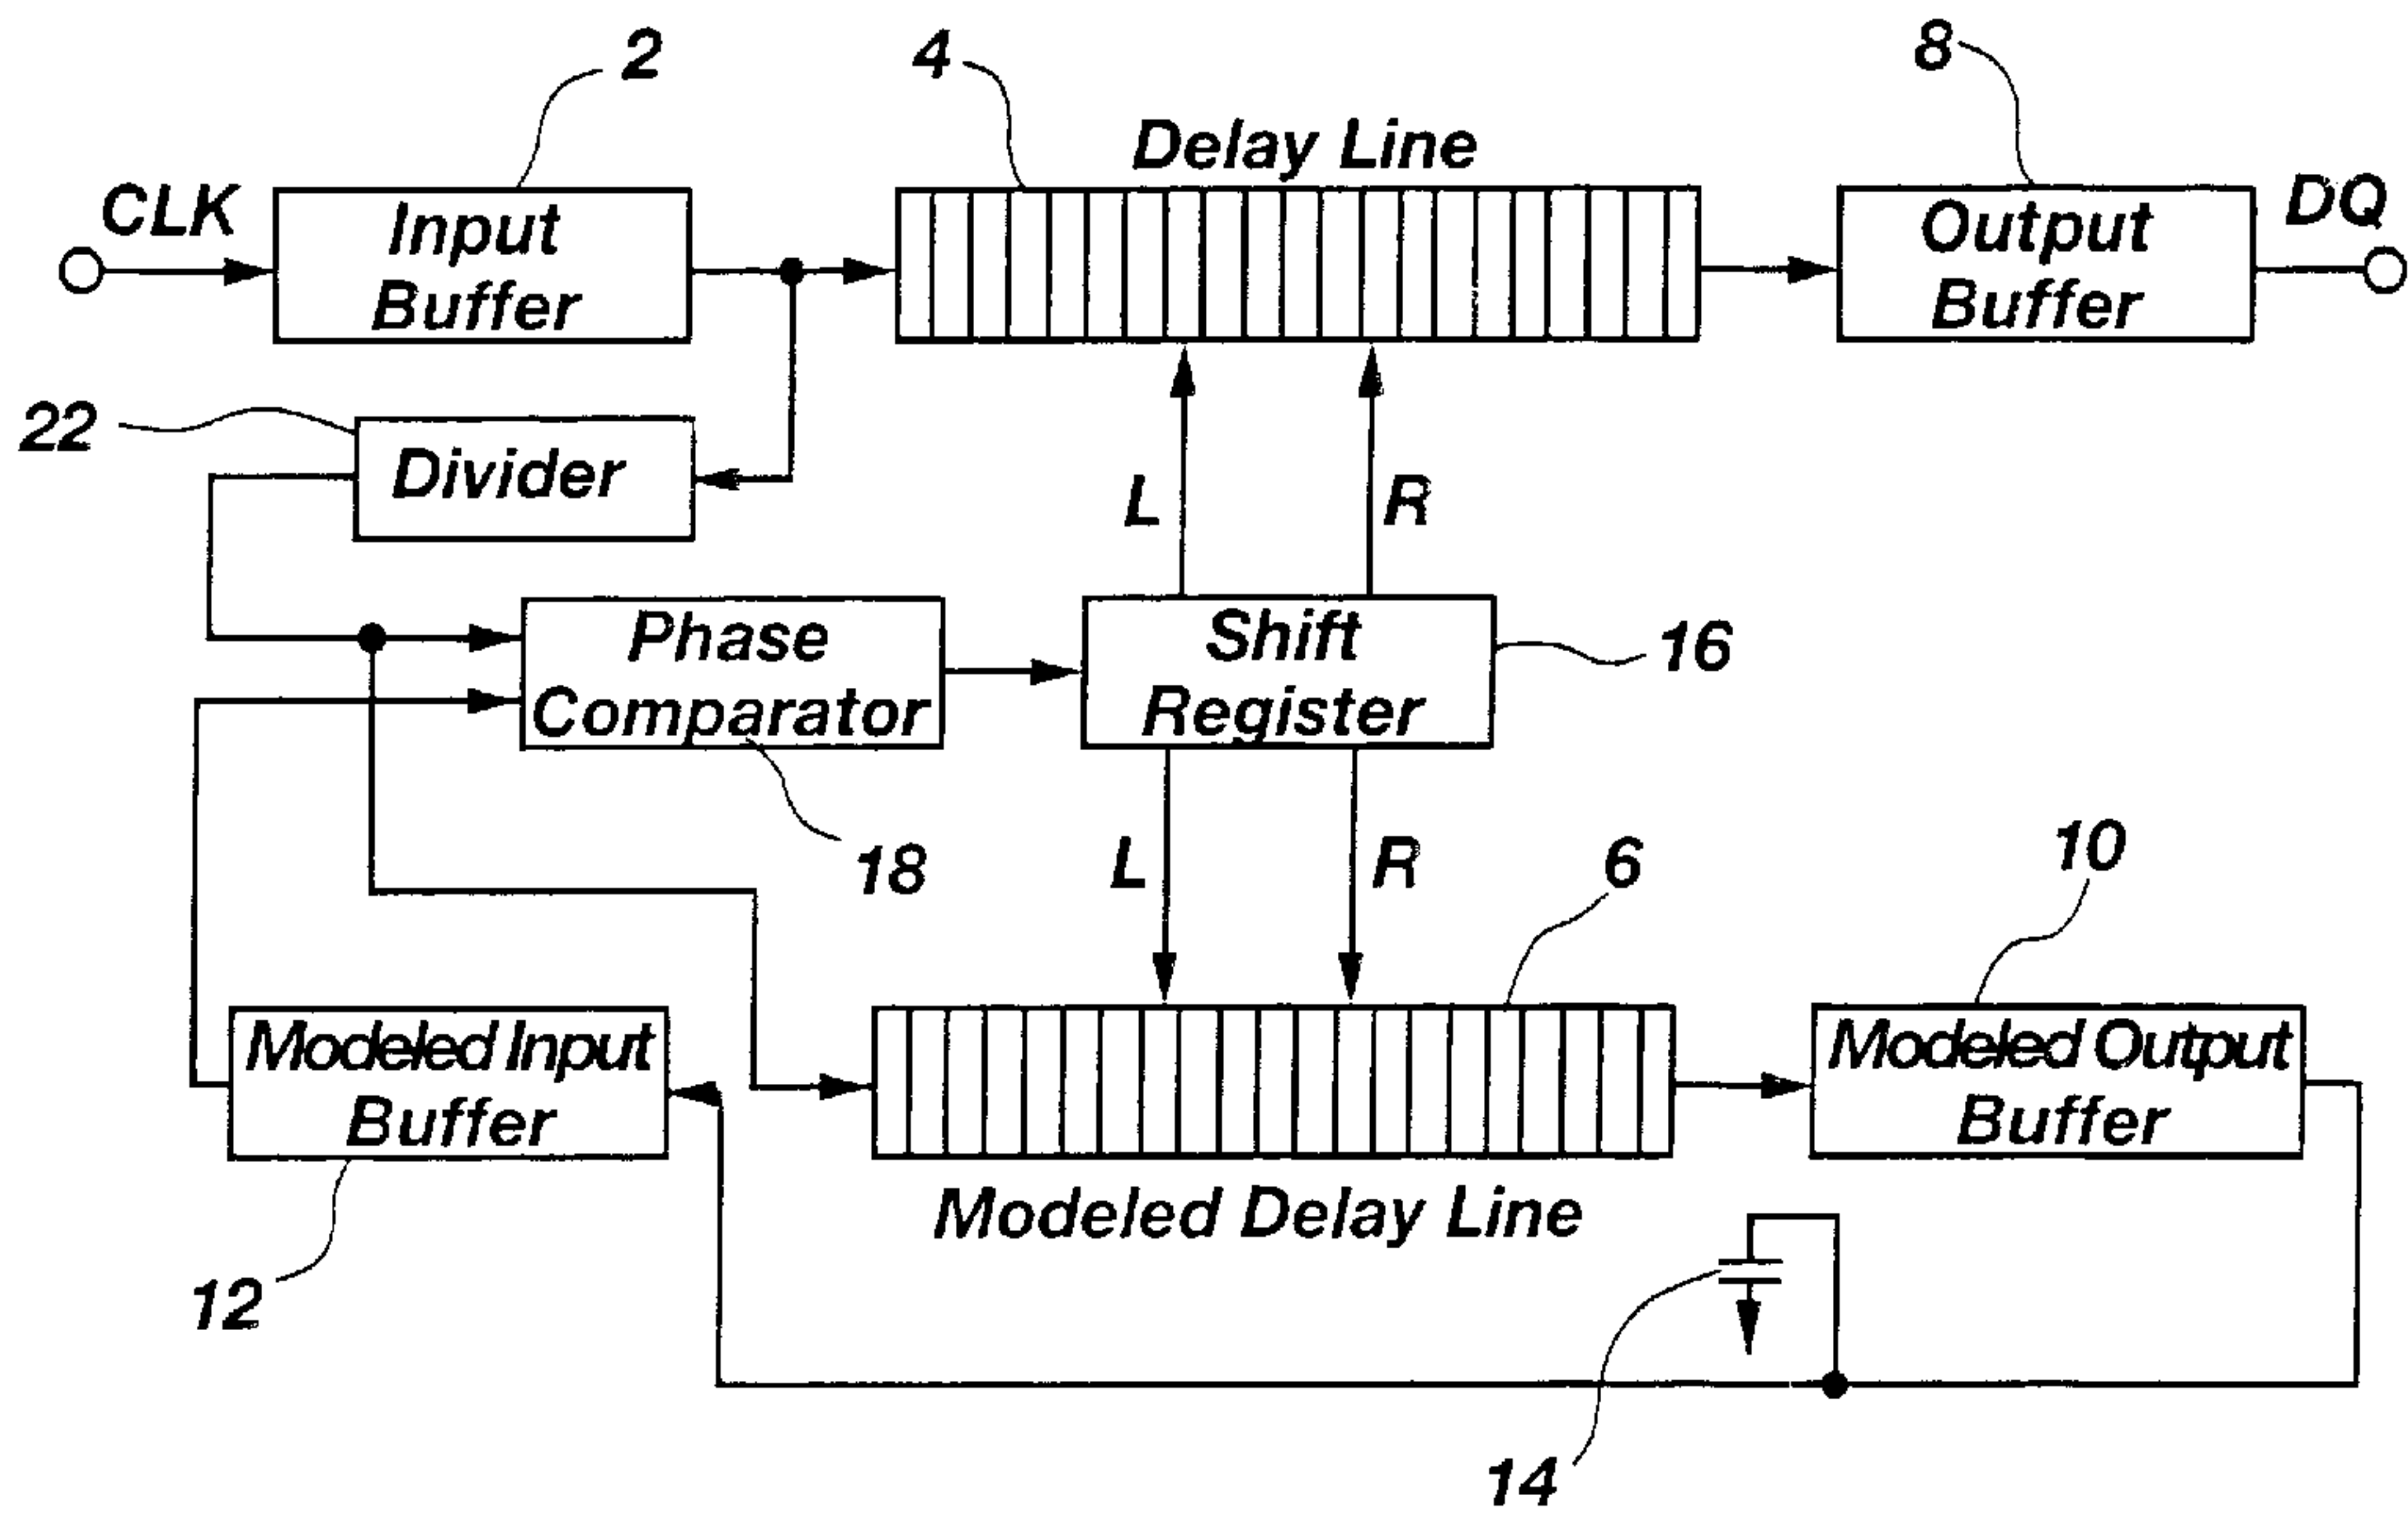 2
4
8
Delay Line
CLK
Input
Buffer
Output
Buffer
DQ
22
Divider
L
R
Phase
Comparator
Shift
Register
16
18
L
R
6
10
Modeled Input
Buffer
Modeled Output
Buffer
Modeled Delay Line
12
14